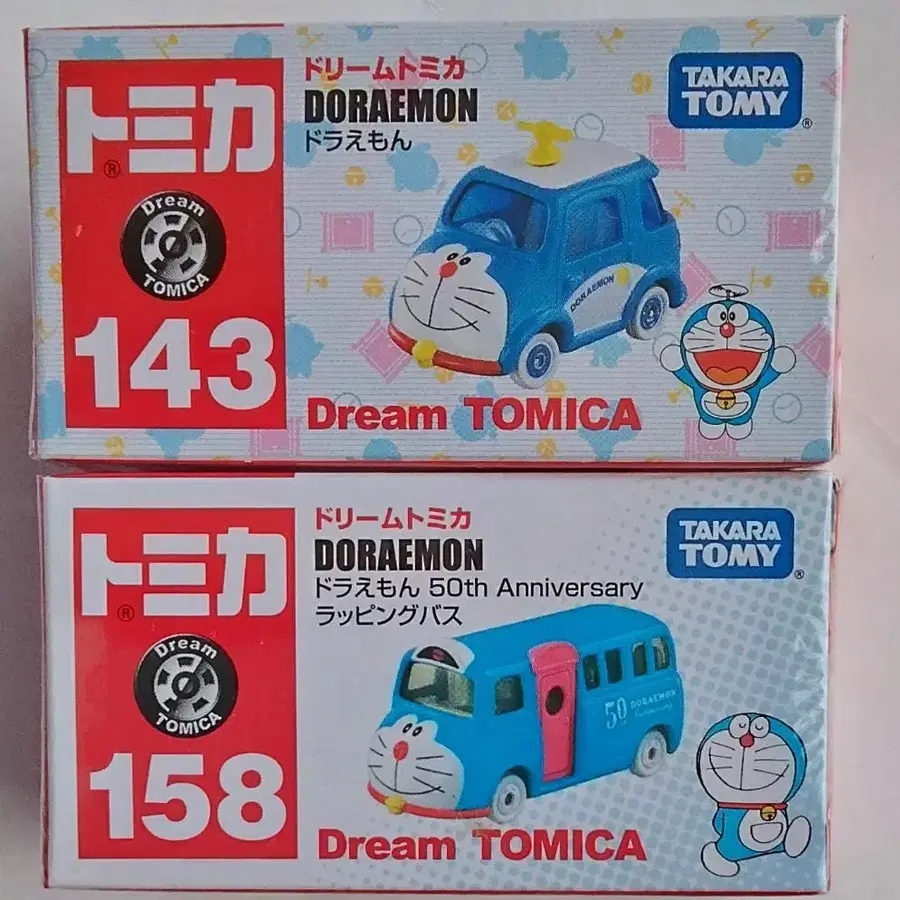 トミカ
®
Dream
TOMICA
143
ドリームトミカ
DORAEMON
ドラえもん
TAKARA
TOMY
®
DORAEMON
Dream TOMICA
トミカ
®
Dream
TOMICA
158
ドリームトミカ
DORAEMON
ドラえもん 50th Anniversary
ラッピングバス
TAKARA
TOMY
®
50 DORAEMON
Anniversary
Dream TOMICA